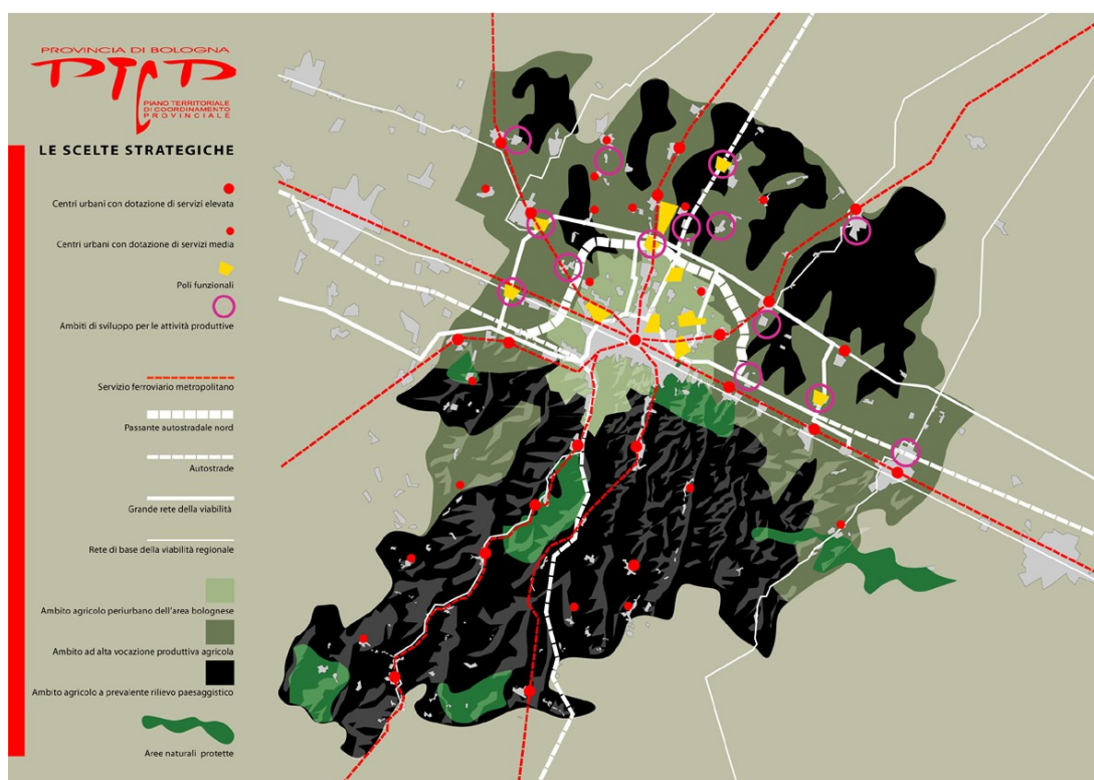 PROVINCIA DI BOLOGNA
PTCP
PIANO TERRITORIALE
DI COORDINAMENTO
PROVINCIALE
LE SCELTE STRATEGICHE
Centri urbani con dotazione di servizi elevata
Centri urbani con dotazione di servizi media
Poli funzionali
Ambiti di sviluppo per le attività produttive
Servizio ferroviario metropolitano
Passante autostradale nord
Autostrade
Grande rete della viabilità
Rete di base della viabilità regionale
Ambito agricolo periurbano dell'area bolognese
Ambito ad alta vocazione produttiva agricola
Ambito agricolo a prevalente rilievo paesaggistico
Aree naturali protette